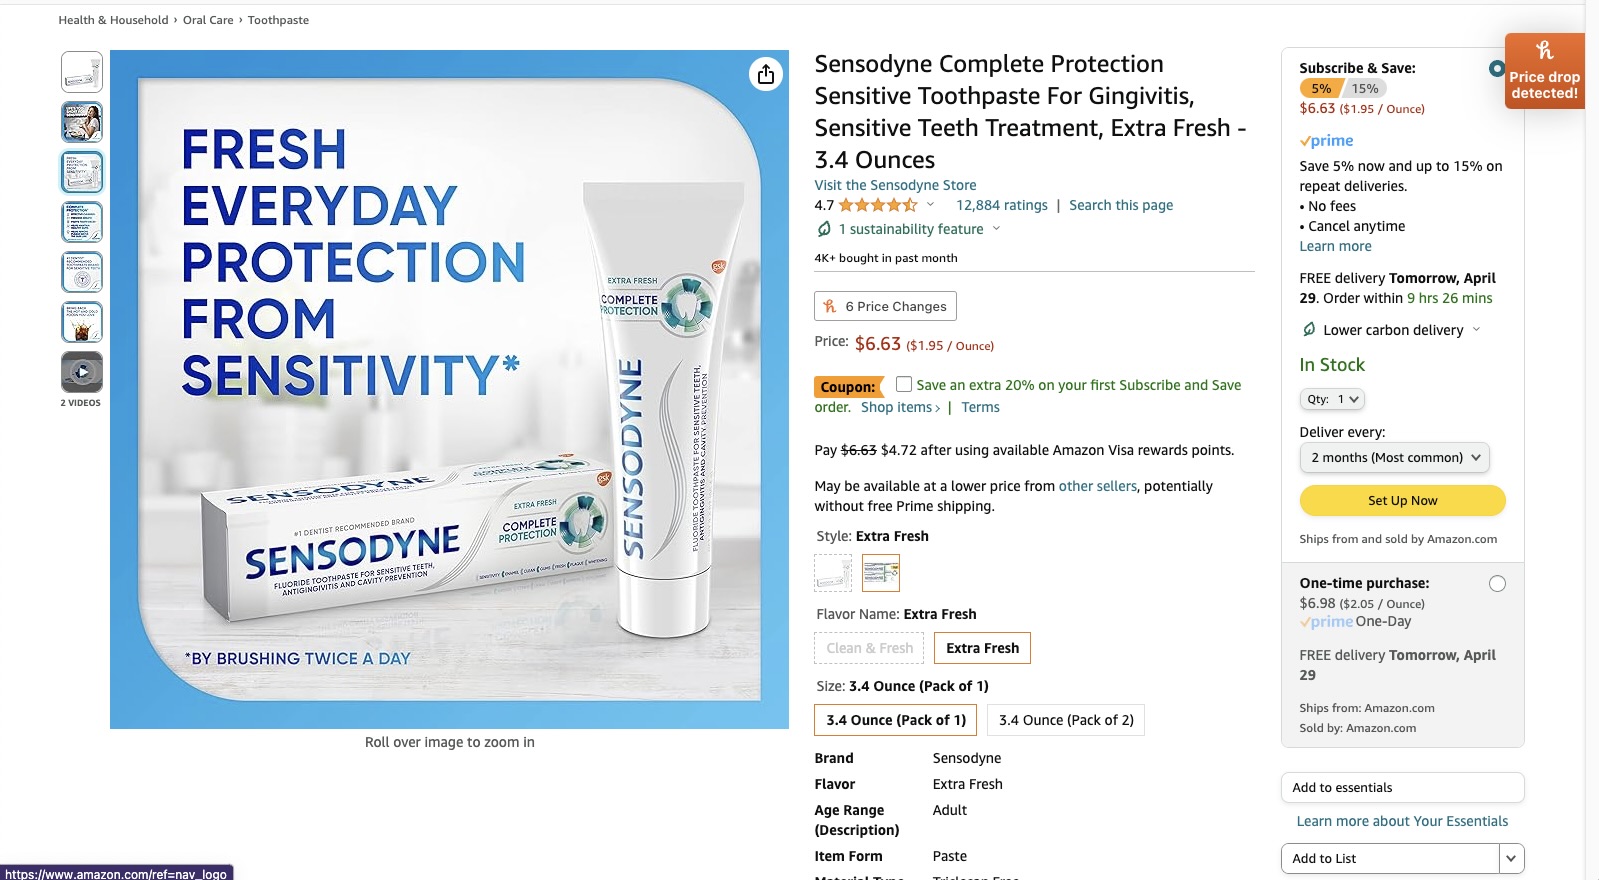 Health & Household › Oral Care › Toothpaste
2 VIDEOS
FRESH
EVERYDAY
PROTECTION
FROM
SENSITIVITY*
EXTRA FRESH
COMPLETE
PROTECTION
gsk
SENSODYNE
FLUORIDE TOOTHPASTE FOR SENSITIVE TEETH,
ANTIGINGIVITIS AND CAVITY PREVENTION
SENSODYNE
gsk
#1 DENTIST RECOMMENDED BRAND
SENSODYNE
FLUORIDE TOOTHPASTE FOR SENSITIVE TEETH,
ANTIGINGIVITIS AND CAVITY PREVENTION
EXTRA FRESH
COMPLETE
PROTECTION
*BY BRUSHING TWICE A DAY
Roll over image to zoom in
Sensodyne Complete Protection
Sensitive Toothpaste For Gingivitis,
Sensitive Teeth Treatment, Extra Fresh -
3.4 Ounces
Visit the Sensodyne Store
4.7 12,884 ratings | Search this page
1 sustainability feature
4K+ bought in past month
6 Price Changes
Price: $6.63 ($1.95 / Ounce)
Coupon: Save an extra 20% on your first Subscribe and Save
order. Shop items › | Terms
Pay $6.63 $4.72 after using available Amazon Visa rewards points.
May be available at a lower price from other sellers, potentially
without free Prime shipping.
Style: Extra Fresh
Flavor Name: Extra Fresh
Clean & Fresh Extra Fresh
Size: 3.4 Ounce (Pack of 1)
3.4 Ounce (Pack of 1) 3.4 Ounce (Pack of 2)
Brand Sensodyne
Flavor Extra Fresh
Age Range Adult
(Description)
Item Form Paste
Subscribe & Save:
5% 15%
$6.63 ($1.95 / Ounce)
prime
Save 5% now and up to 15% on
repeat deliveries.
• No fees
• Cancel anytime
Learn more
FREE delivery Tomorrow, April
29. Order within 9 hrs 26 mins
Lower carbon delivery
In Stock
Qty: 1
Deliver every:
2 months (Most common)
Set Up Now
Ships from and sold by Amazon.com
One-time purchase:
$6.98 ($2.05 / Ounce)
prime One-Day
FREE delivery Tomorrow, April
29
Ships from: Amazon.com
Sold by: Amazon.com
Add to essentials
Learn more about Your Essentials
Add to List
Price drop
detected!
https://www.amazon.com/ref=nav_logo